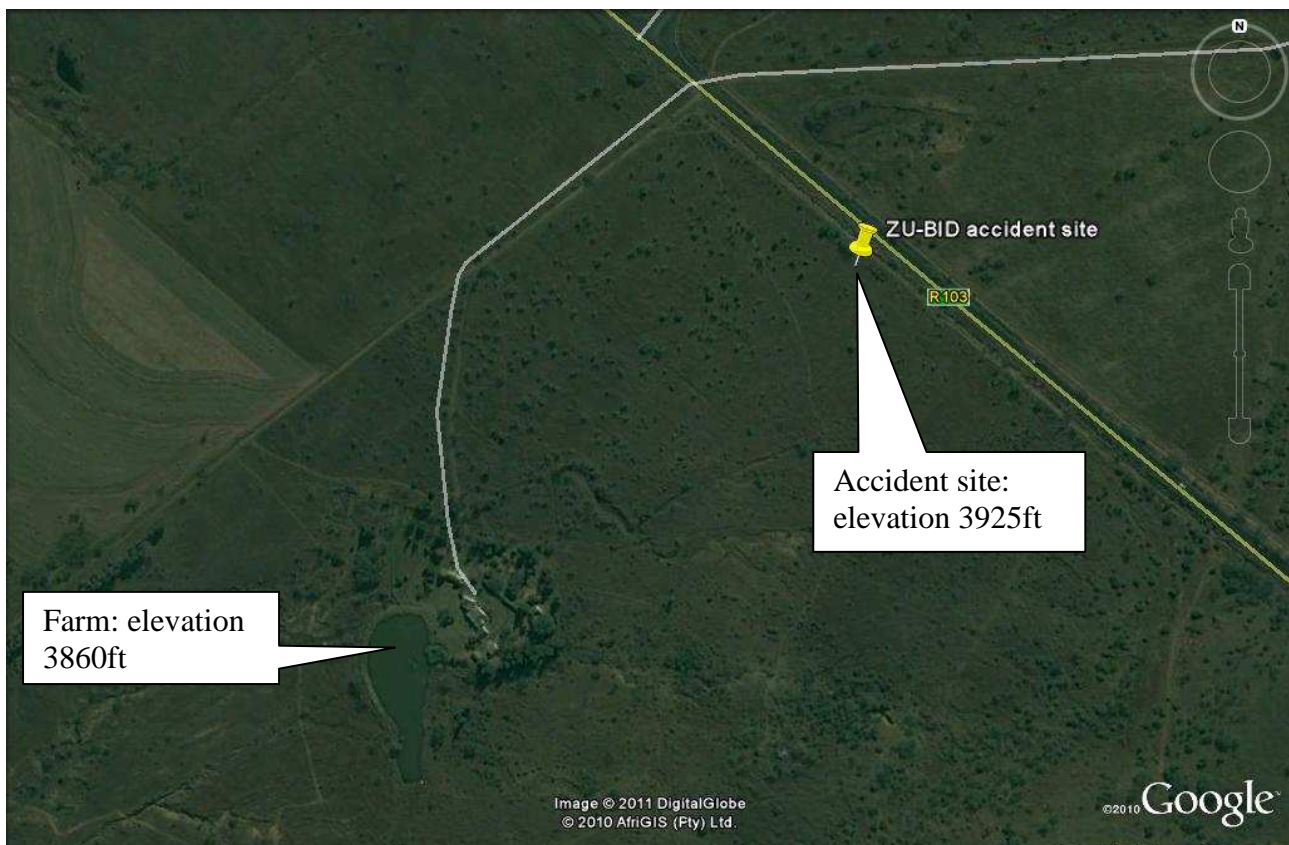 N
ZU-BID accident site
R103
Accident site:
elevation 3925ft
Farm: elevation
3860ft
Image © 2011 DigitalGlobe
© 2010 AfriGIS (Pty) Ltd.
©2010 Google™